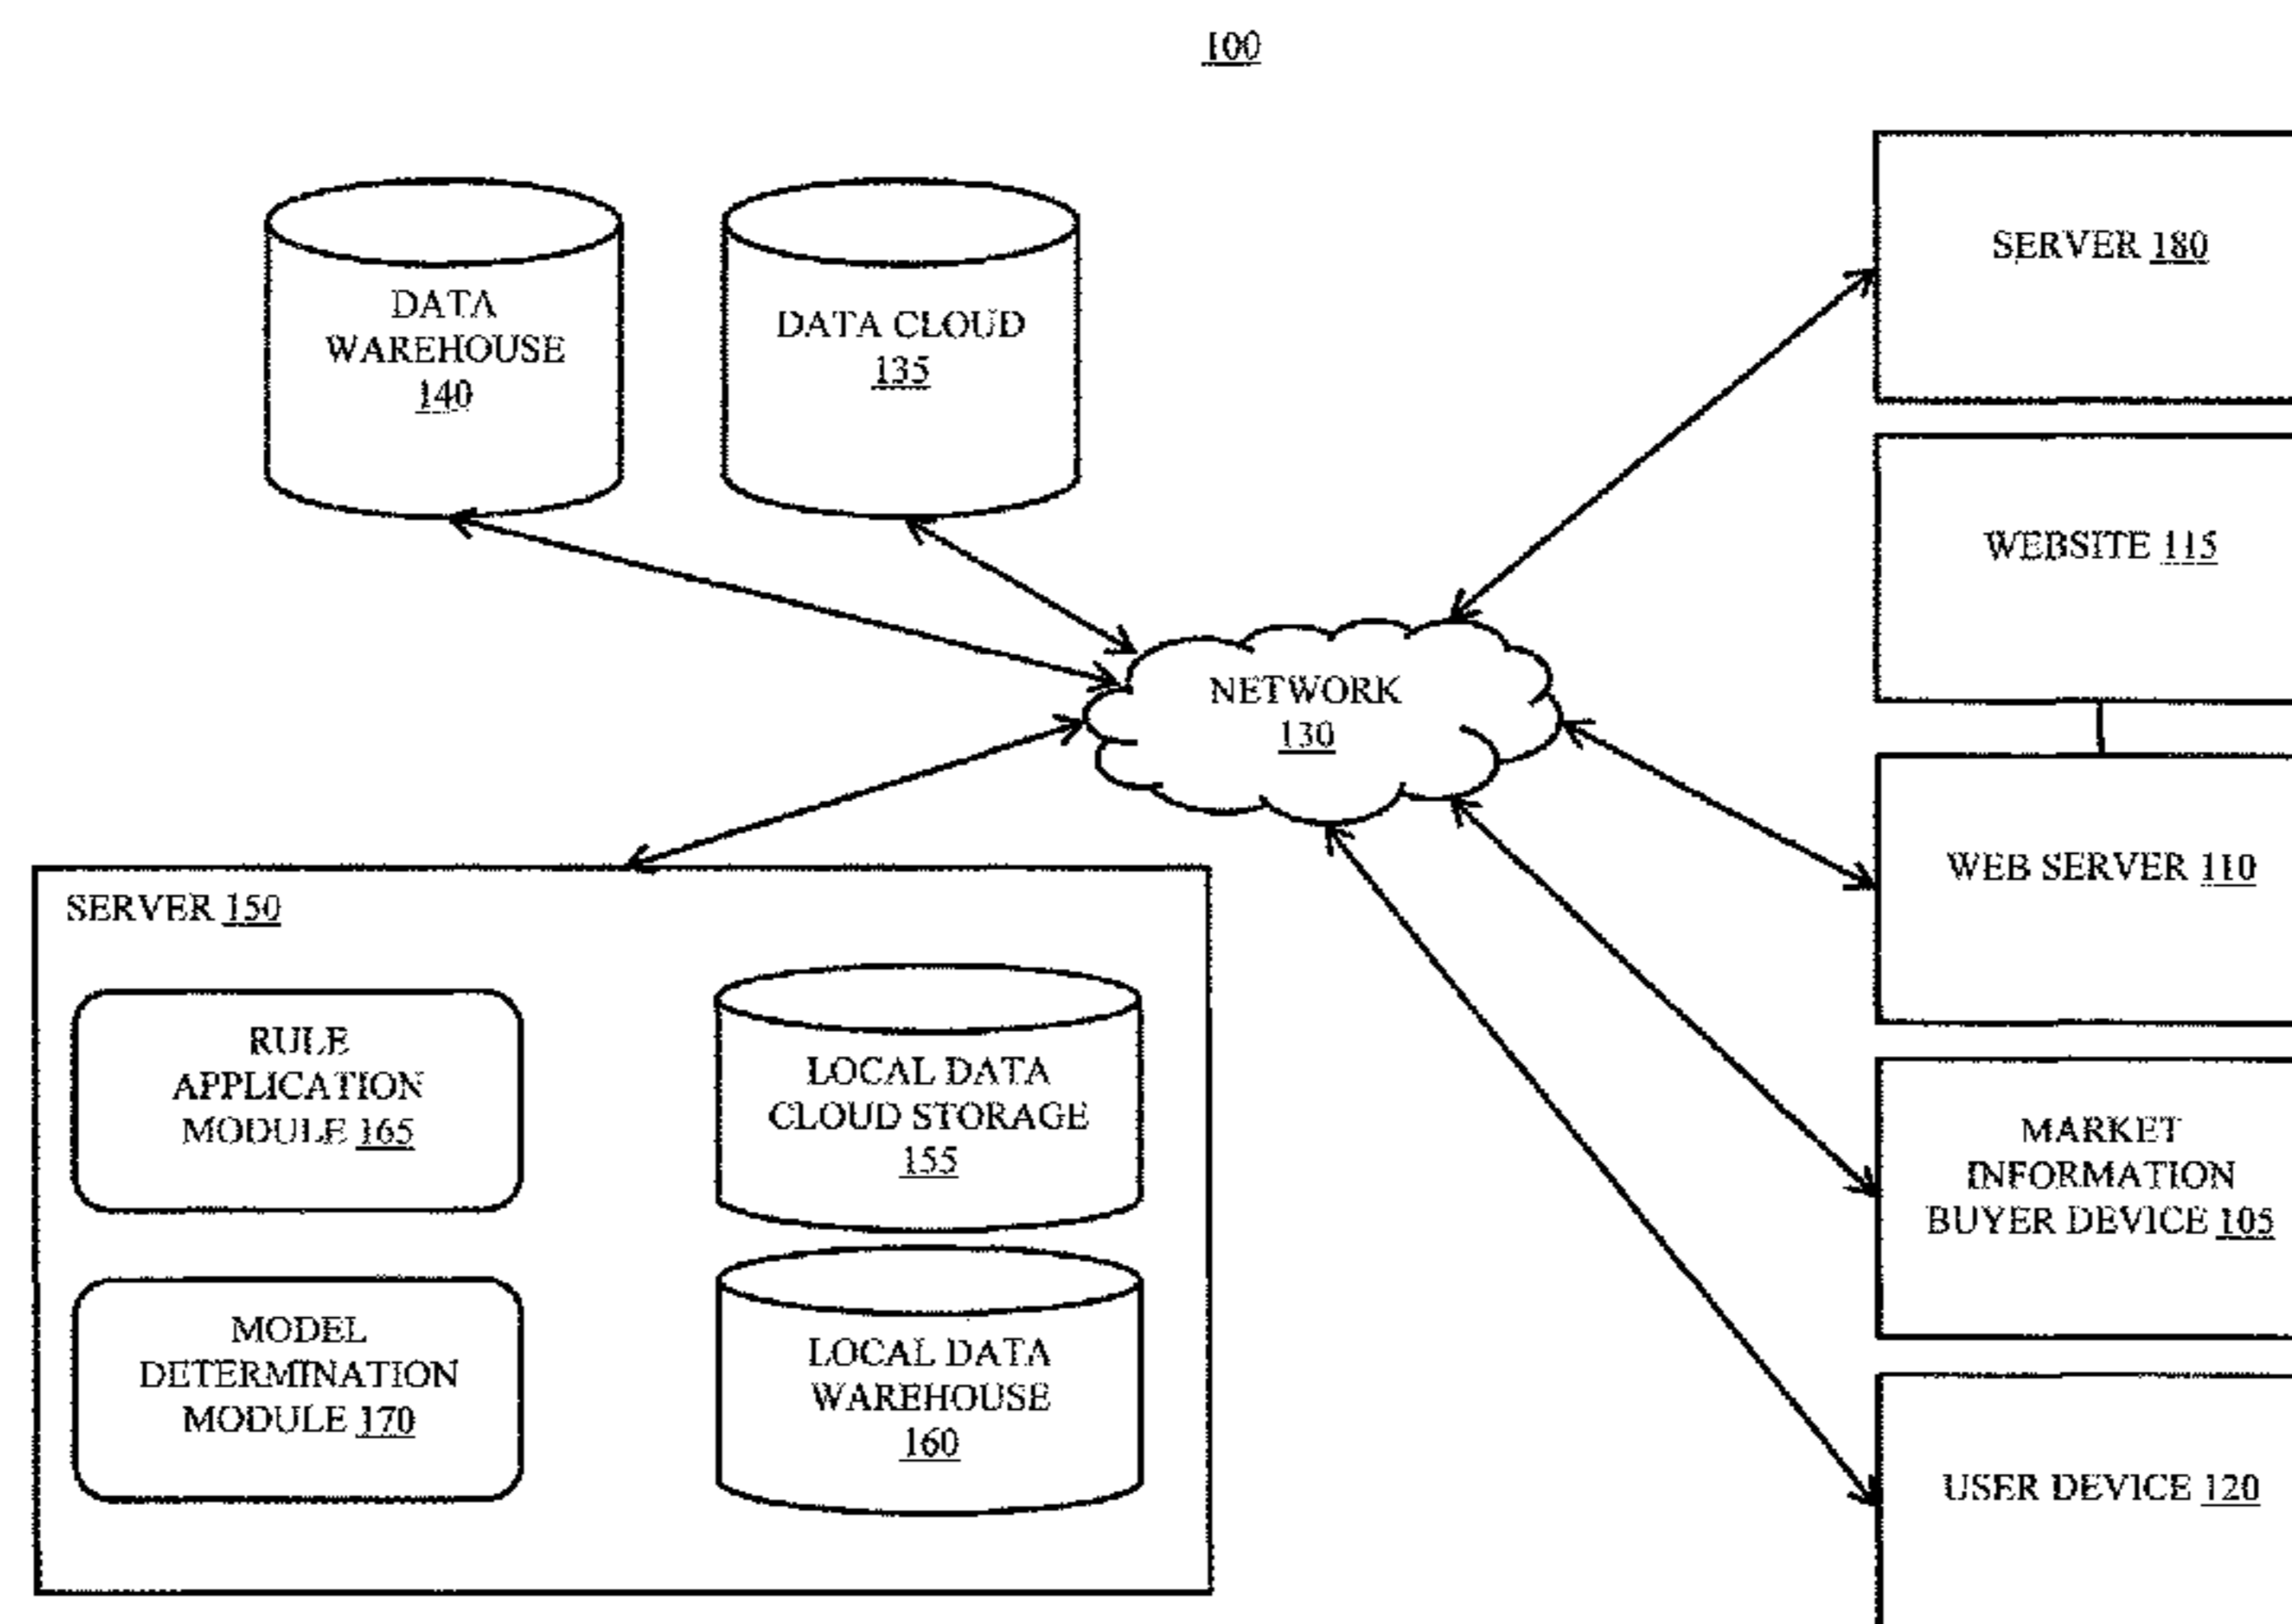 100
DATA
WAREHOUSE
140
DATA CLOUD
135
SERVER 180
WEBSITE 115
NETWORK
130
WEB SERVER 110
SERVER 150
RULE
APPLICATION
MODULE 165
LOCAL DATA
CLOUD STORAGE
155
MARKET
INFORMATION
BUYER DEVICE 105
MODEL
DETERMINATION
MODULE 170
LOCAL DATA
WAREHOUSE
160
USER DEVICE 120